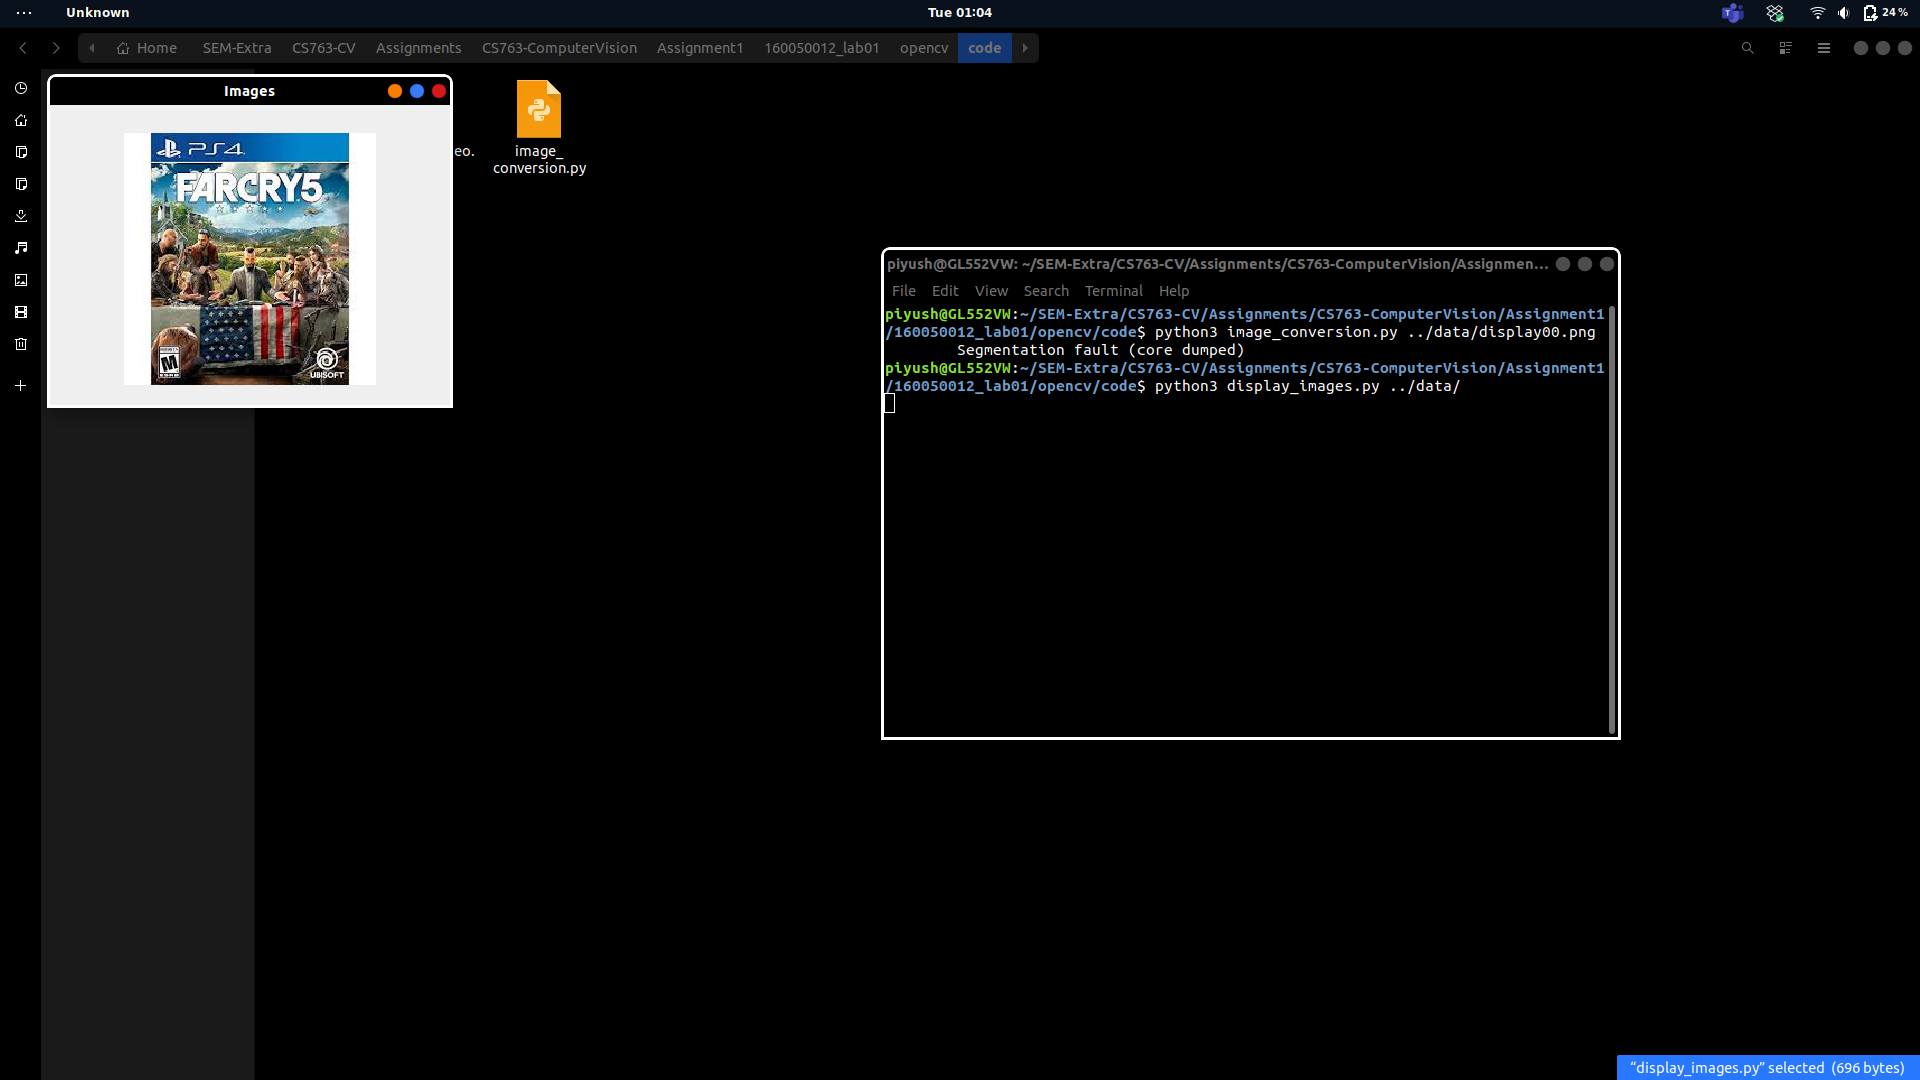 Unknown
Tue 01:04
24 %
Home SEM-Extra CS763-CV Assignments CS763-ComputerVision Assignment1 160050012_lab01 opencv code
Images
PS4
FARCRY5
M
UBISOFT
eo.
image_
conversion.py
piyush@GL552VW: ~/SEM-Extra/CS763-CV/Assignments/CS763-ComputerVision/Assignmen...
File Edit View Search Terminal Help
piyush@GL552VW:~/SEM-Extra/CS763-CV/Assignments/CS763-ComputerVision/Assignment1
/160050012_lab01/opencv/code$ python3 image_conversion.py ../data/display00.png
Segmentation fault (core dumped)
piyush@GL552VW:~/SEM-Extra/CS763-CV/Assignments/CS763-ComputerVision/Assignment1
/160050012_lab01/opencv/code$ python3 display_images.py ../data/
“display_images.py” selected (696 bytes)